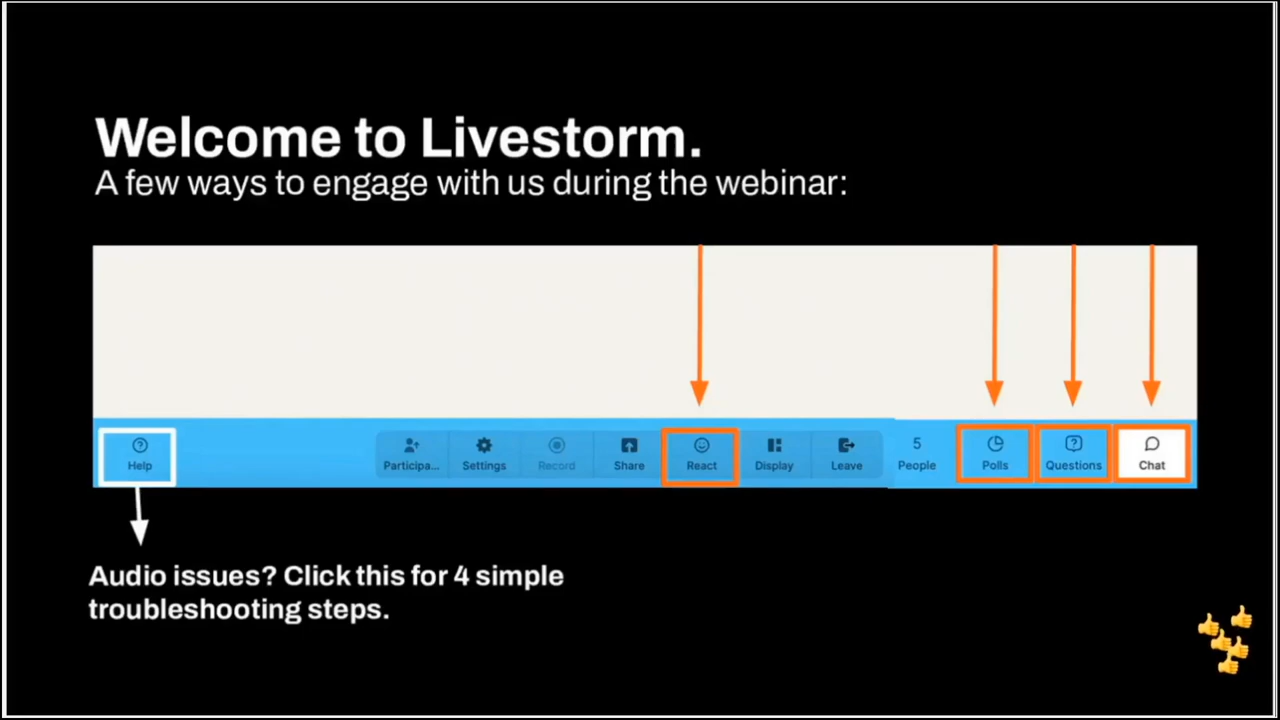 Welcome to Livestorm.
A few ways to engage with us during the webinar:
Help
Participa...
Settings
Record
Share
React
Display
Leave
5
People
Polls
Questions
Chat
Audio issues? Click this for 4 simple
troubleshooting steps.